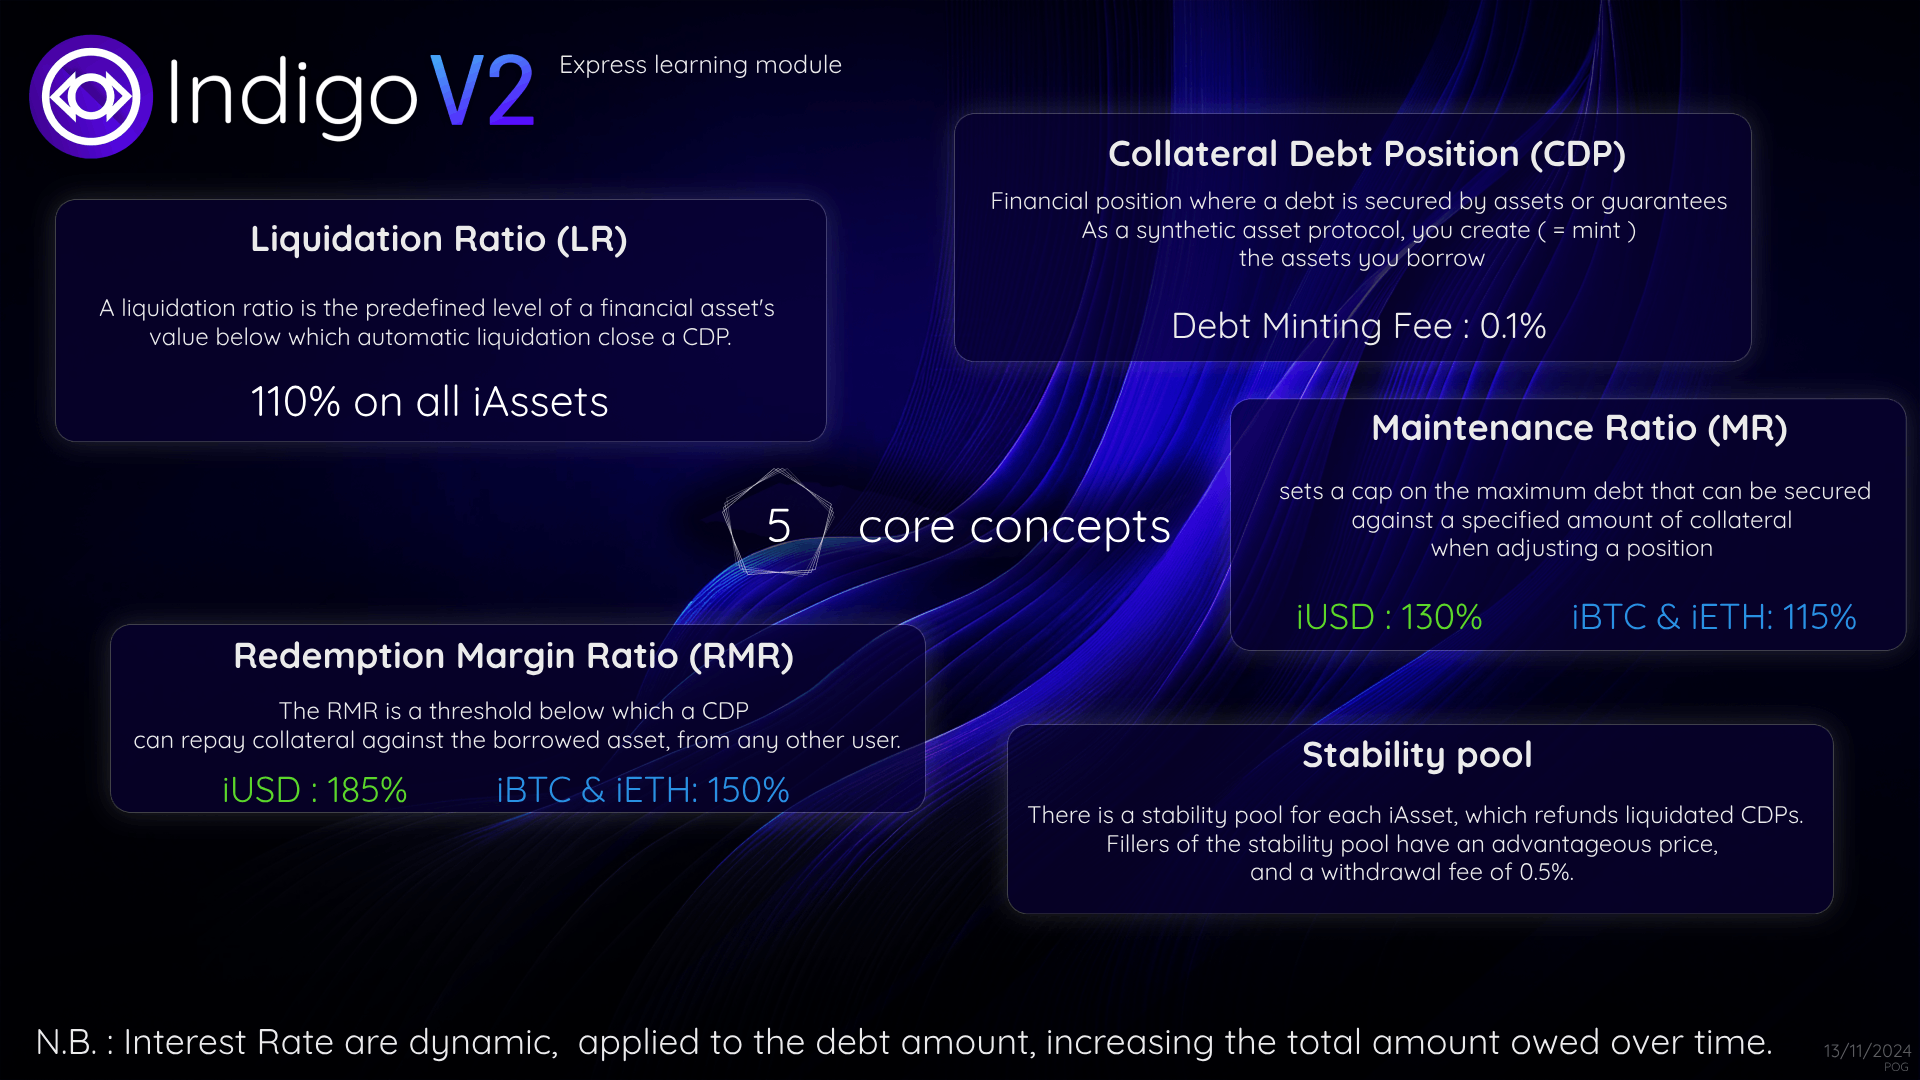 Indigo V2
Express learning module
Collateral Debt Position (CDP)
Financial position where a debt is secured by assets or guarantees
As a synthetic asset protocol, you create ( = mint )
the assets you borrow
Debt Minting Fee : 0.1%
Liquidation Ratio (LR)
A liquidation ratio is the predefined level of a financial asset's
value below which automatic liquidation close a CDP.
110% on all iAssets
Maintenance Ratio (MR)
sets a cap on the maximum debt that can be secured
against a specified amount of collateral
when adjusting a position
iUSD : 130% iBTC & iETH: 115%
5 core concepts
Redemption Margin Ratio (RMR)
The RMR is a threshold below which a CDP
can repay collateral against the borrowed asset, from any other user.
iUSD : 185% iBTC & iETH: 150%
Stability pool
There is a stability pool for each iAsset, which refunds liquidated CDPs.
Fillers of the stability pool have an advantageous price,
and a withdrawal fee of 0.5%.
N.B. : Interest Rate are dynamic, applied to the debt amount, increasing the total amount owed over time.
13/11/2024
POG